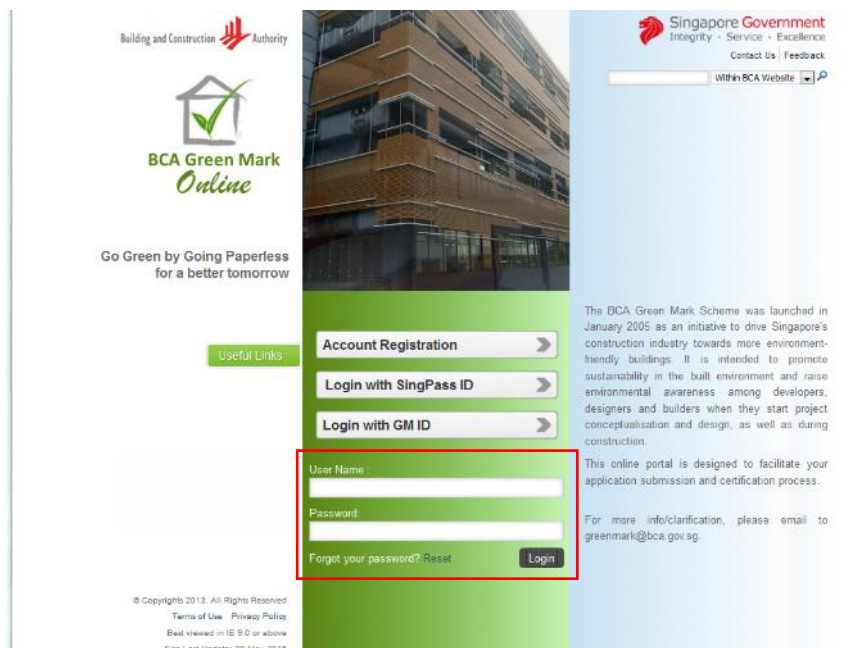 Building and Construction Authority
BCA Green Mark
Online
Go Green by Going Paperless
for a better tomorrow
Useful Links
© Copyrights 2013. All Rights Reserved
Terms of Use Privacy Policy
Best viewed in IE 9.0 or above
Account Registration
Login with SingPass ID
Login with GM ID
User Name :
Password:
Forgot your password? Reset
Login
Singapore Government
Integrity · Service · Excellence
Contact Us Feedback
Within BCA Website
The BCA Green Mark Scheme was launched in
January 2005 as an initiative to drive Singapore's
construction industry towards more environment-
friendly buildings. It is intended to promote
sustainability in the built environment and raise
environmental awareness among developers,
designers and builders when they start project
conceptualisation and design, as well as during
construction.
This online portal is designed to facilitate your
application submission and certification process.
For more info/clarification, please email to
greenmark@bca.gov.sg.